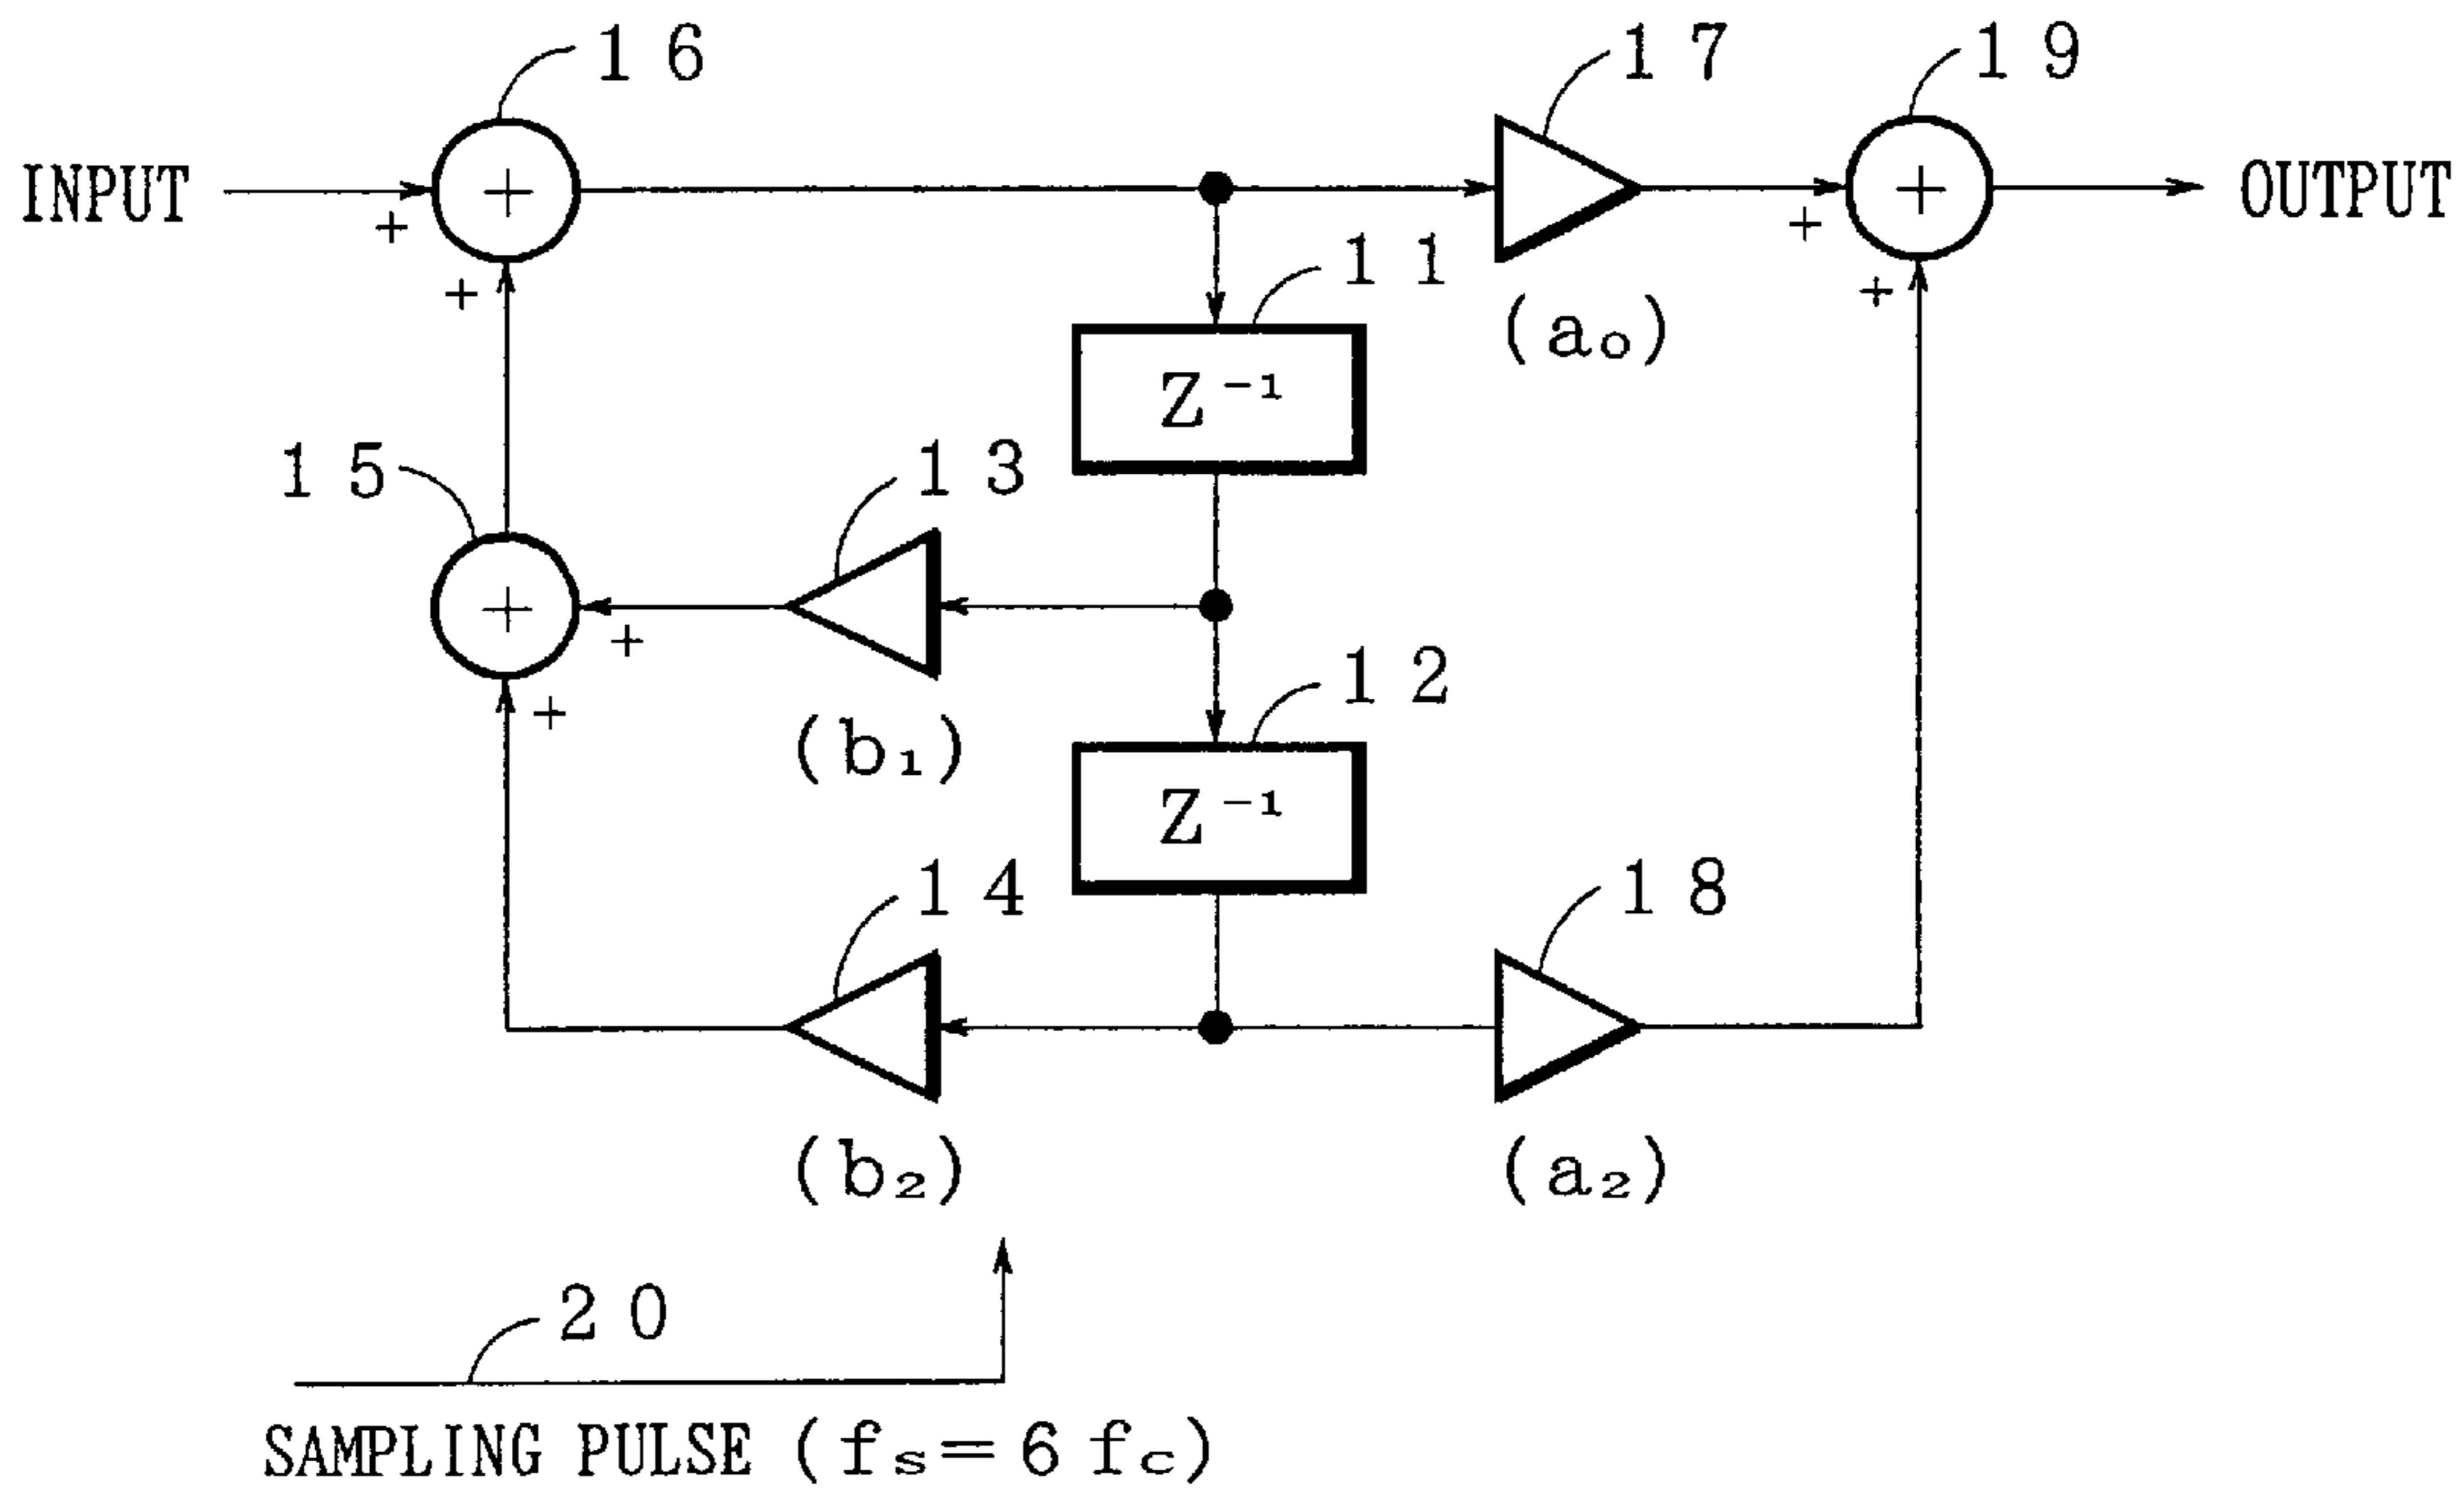 16
17
19
INPUT
+
+
+
OUTPUT
+
+
11
+
(a₀)
Z⁻¹
15
13
+
+
12
+
(b₁)
Z⁻¹
14
18
(b₂)
(a₂)
20
SAMPLING PULSE (fs=6fc)